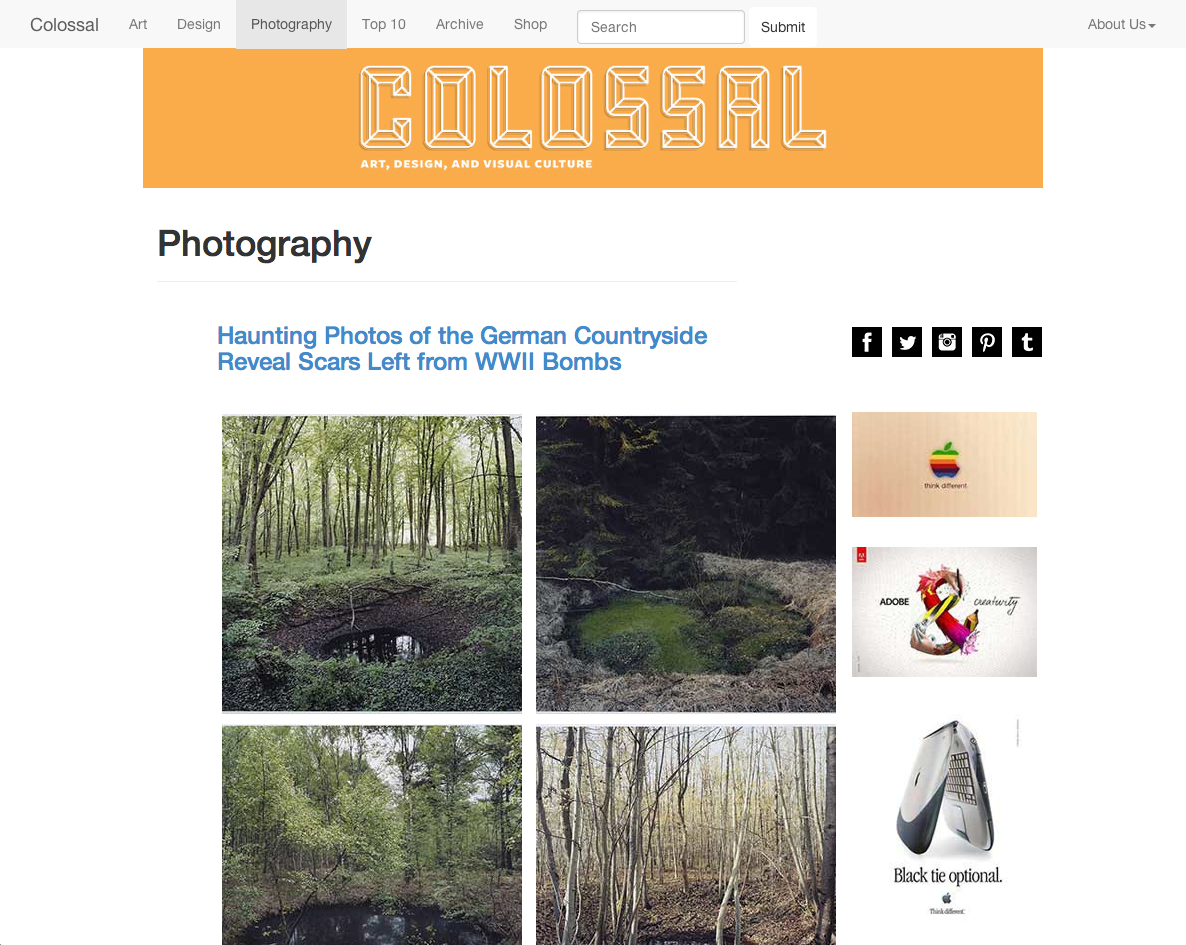 Colossal Art Design Photography Top 10 Archive Shop Search Submit About Us
COLOSSAL
ART, DESIGN, AND VISUAL CULTURE
Photography
Haunting Photos of the German Countryside
Reveal Scars Left from WWII Bombs
think different.
ADOBE & creativity
Black tie optional.
Think different.